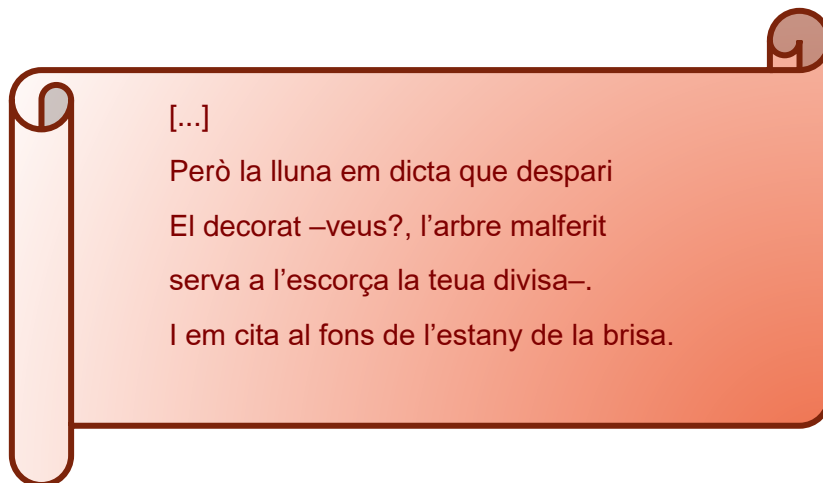 [...]
Però la lluna em dicta que despari
El decorat –veus?, l’arbre malferit
serva a l’escorça la teua divisa–.
I em cita al fons de l’estany de la brisa.